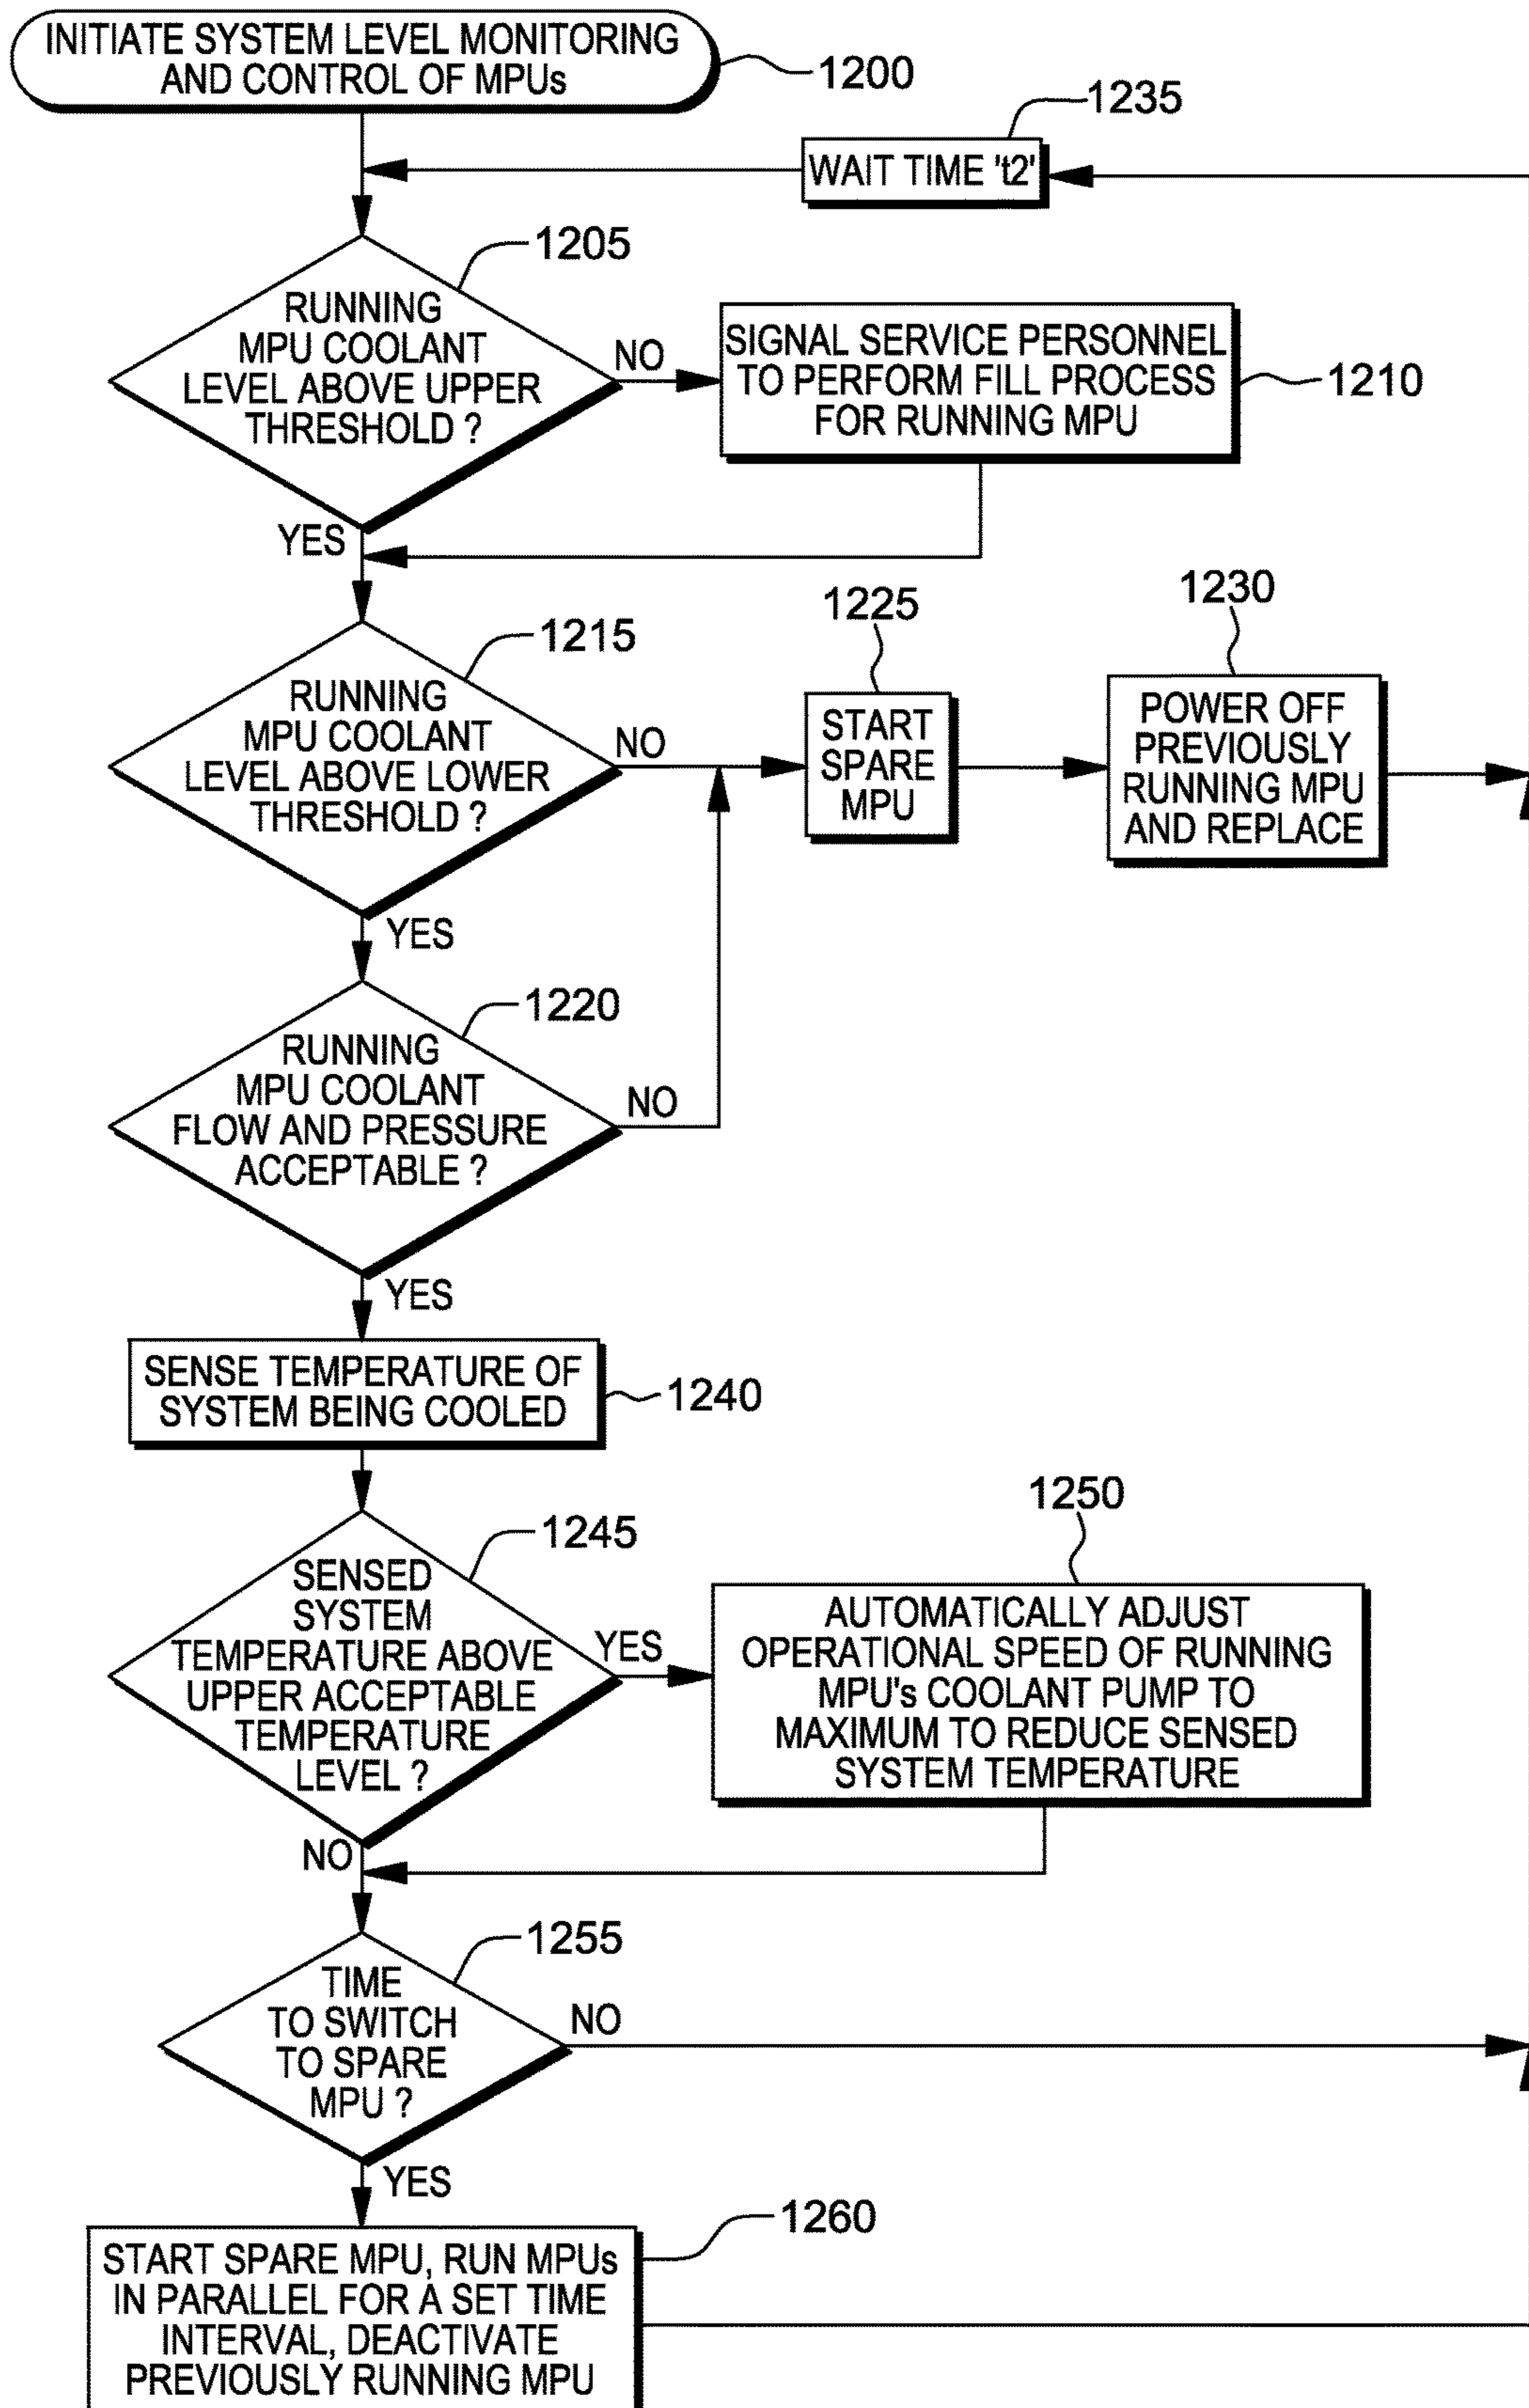 INITIATE SYSTEM LEVEL MONITORING
AND CONTROL OF MPUs
1200
1235
WAIT TIME 't2'
1205
RUNNING
MPU COOLANT
LEVEL ABOVE UPPER
THRESHOLD ?
NO
YES
SIGNAL SERVICE PERSONNEL
TO PERFORM FILL PROCESS
FOR RUNNING MPU
1210
1215
RUNNING
MPU COOLANT
LEVEL ABOVE LOWER
THRESHOLD ?
NO
YES
1225
START
SPARE
MPU
1230
POWER OFF
PREVIOUSLY
RUNNING MPU
AND REPLACE
1220
RUNNING
MPU COOLANT
FLOW AND PRESSURE
ACCEPTABLE ?
NO
YES
SENSE TEMPERATURE OF
SYSTEM BEING COOLED
1240
1245
SENSED
SYSTEM
TEMPERATURE ABOVE
UPPER ACCEPTABLE
TEMPERATURE
LEVEL ?
YES
NO
1250
AUTOMATICALLY ADJUST
OPERATIONAL SPEED OF RUNNING
MPU's COOLANT PUMP TO
MAXIMUM TO REDUCE SENSED
SYSTEM TEMPERATURE
1255
TIME
TO SWITCH
TO SPARE
MPU ?
NO
YES
1260
START SPARE MPU, RUN MPUs
IN PARALLEL FOR A SET TIME
INTERVAL, DEACTIVATE
PREVIOUSLY RUNNING MPU